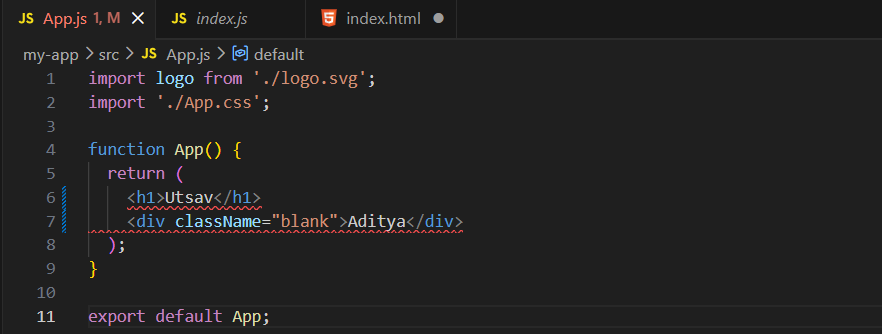 JS App.js 1, M × JS index.js index.html ●
my-app > src > JS App.js > default
1 import logo from './logo.svg';
2 import './App.css';
3
4 function App() {
5   return (
6     <h1>Utsav</h1>
7     <div className="blank">Aditya</div>
8   );
9 }
10
11 export default App;